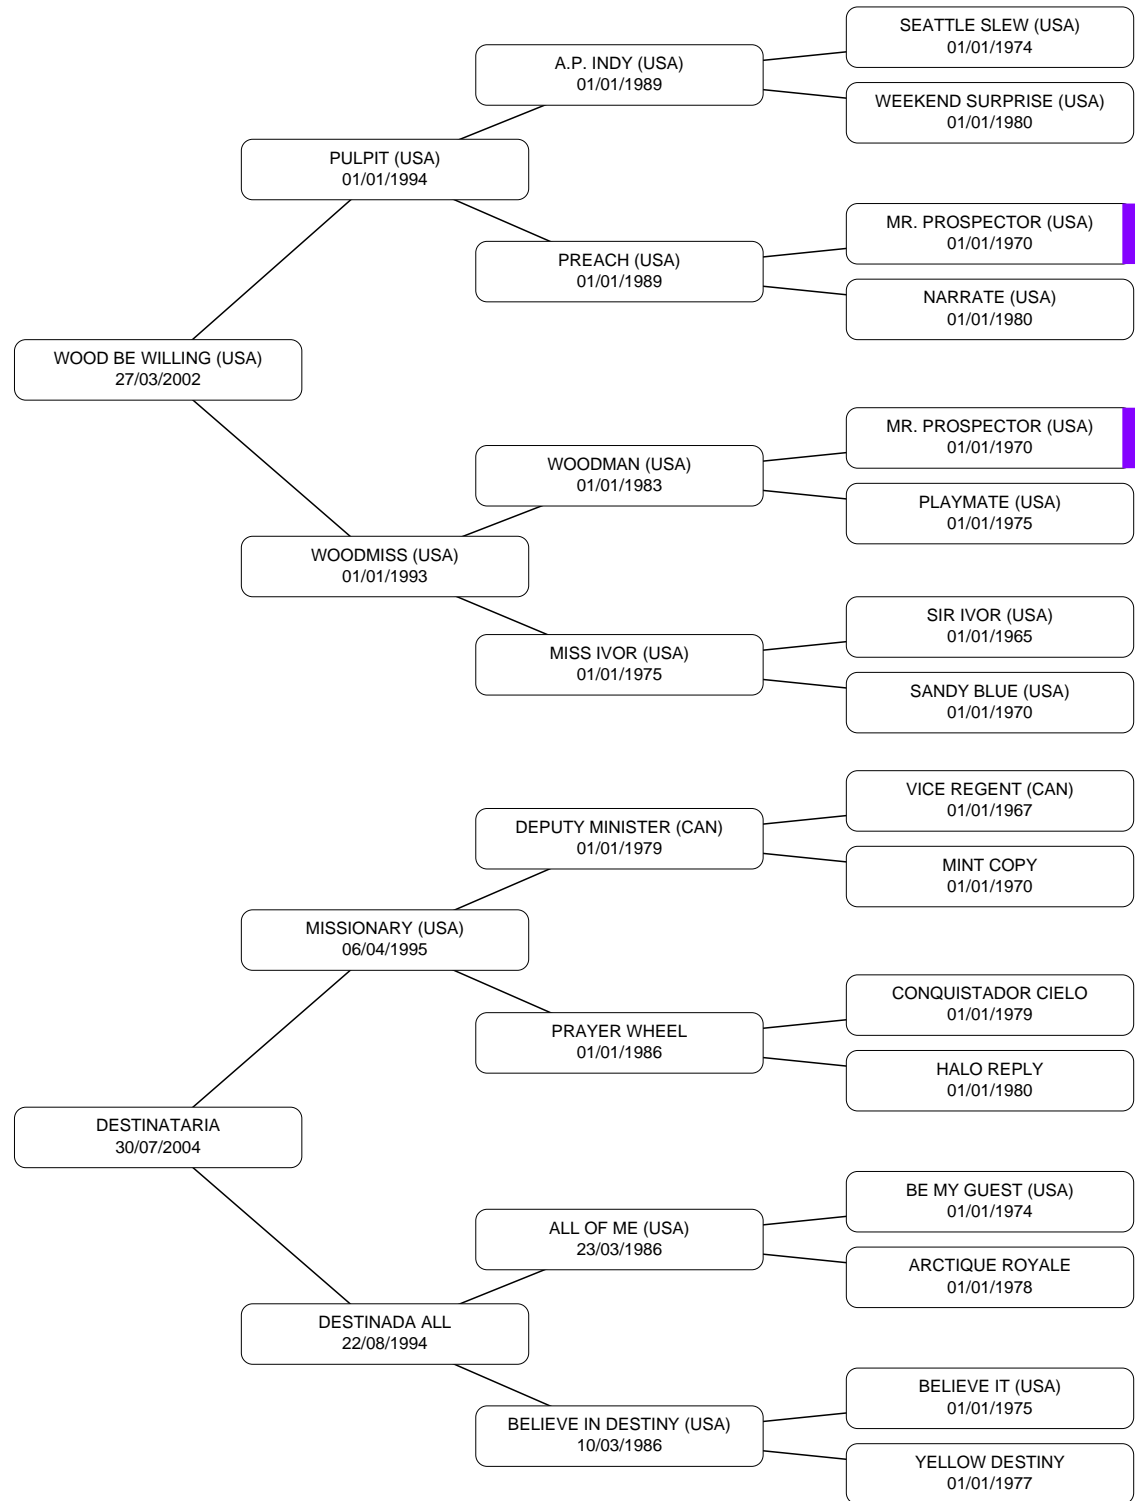 SEATTLE SLEW (USA)
01/01/1974
A.P. INDY (USA)
01/01/1989
WEEKEND SURPRISE (USA)
01/01/1980
PULPIT (USA)
01/01/1994
MR. PROSPECTOR (USA)
01/01/1970
PREACH (USA)
01/01/1989
NARRATE (USA)
01/01/1980
WOOD BE WILLING (USA)
27/03/2002
MR. PROSPECTOR (USA)
01/01/1970
WOODMAN (USA)
01/01/1983
PLAYMATE (USA)
01/01/1975
WOODMISS (USA)
01/01/1993
SIR IVOR (USA)
01/01/1965
MISS IVOR (USA)
01/01/1975
SANDY BLUE (USA)
01/01/1970
VICE REGENT (CAN)
01/01/1967
DEPUTY MINISTER (CAN)
01/01/1979
MINT COPY
01/01/1970
MISSIONARY (USA)
06/04/1995
CONQUISTADOR CIELO
01/01/1979
PRAYER WHEEL
01/01/1986
HALO REPLY
01/01/1980
DESTINATARIA
30/07/2004
BE MY GUEST (USA)
01/01/1974
ALL OF ME (USA)
23/03/1986
ARCTIQUE ROYALE
01/01/1978
DESTINADA ALL
22/08/1994
BELIEVE IT (USA)
01/01/1975
BELIEVE IN DESTINY (USA)
10/03/1986
YELLOW DESTINY
01/01/1977